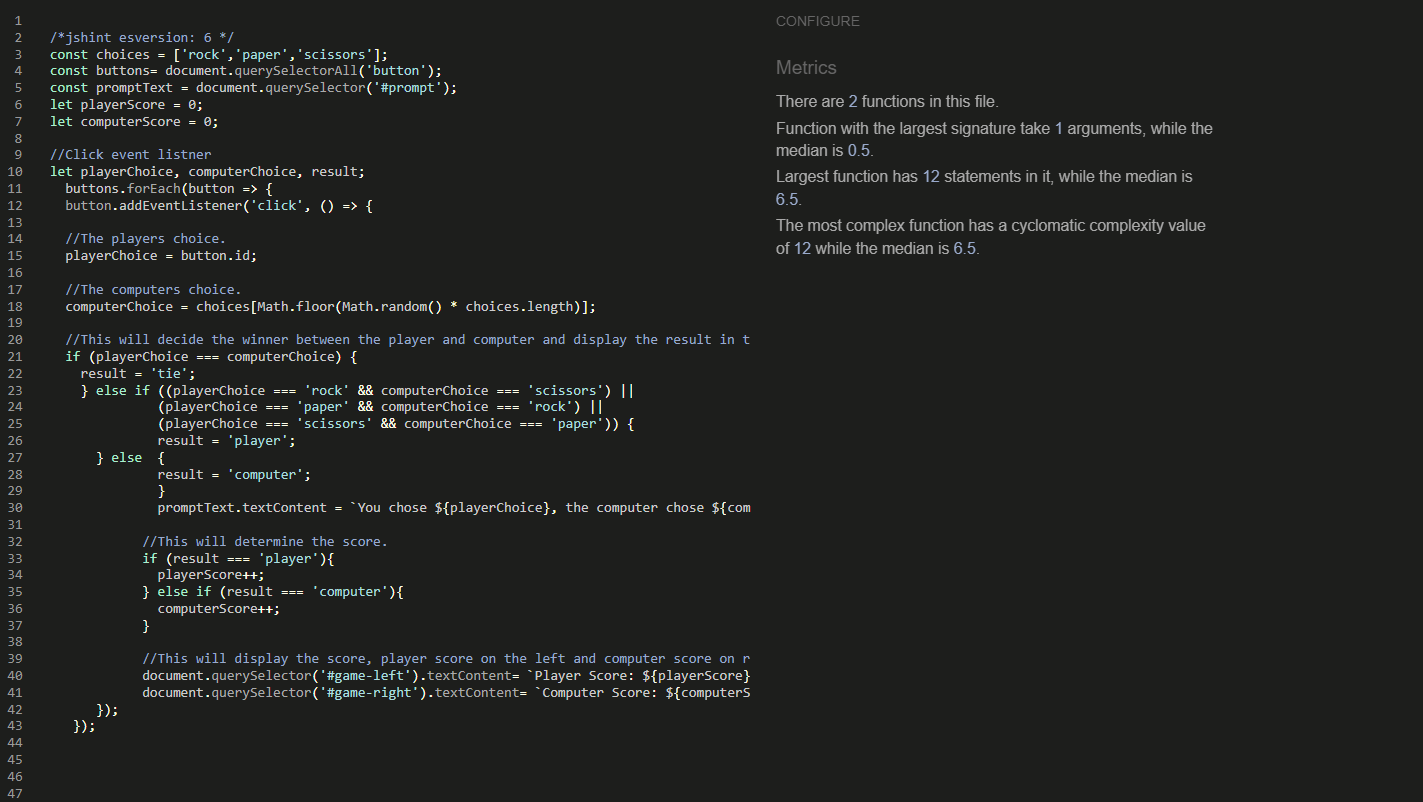 1
2 /*jshint esversion: 6 */
3 const choices = ['rock','paper','scissors'];
4 const buttons= document.querySelectorAll('button');
5 const promptText = document.querySelector('#prompt');
6 let playerScore = 0;
7 let computerScore = 0;
8
9 //Click event listner
10 let playerChoice, computerChoice, result;
11   buttons.forEach(button => {
12   button.addEventListener('click', () => {
13
14   //The players choice.
15   playerChoice = button.id;
16
17   //The computers choice.
18   computerChoice = choices[Math.floor(Math.random() * choices.length)];
19
20   //This will decide the winner between the player and computer and display the result in t
21   if (playerChoice === computerChoice) {
22     result = 'tie';
23     } else if ((playerChoice === 'rock' && computerChoice === 'scissors') ||
24               (playerChoice === 'paper' && computerChoice === 'rock') ||
25               (playerChoice === 'scissors' && computerChoice === 'paper')) {
26               result = 'player';
27       } else  {
28               result = 'computer';
29               }
30               promptText.textContent = `You chose ${playerChoice}, the computer chose ${com
31
32             //This will determine the score.
33             if (result === 'player'){
34               playerScore++;
35             } else if (result === 'computer'){
36               computerScore++;
37             }
38
39             //This will display the score, player score on the left and computer score on r
40             document.querySelector('#game-left').textContent= `Player Score: ${playerScore}
41             document.querySelector('#game-right').textContent= `Computer Score: ${computerS
42       });
43    });
44
45
46
47
CONFIGURE
Metrics
There are 2 functions in this file.
Function with the largest signature take 1 arguments, while the
median is 0.5.
Largest function has 12 statements in it, while the median is
6.5.
The most complex function has a cyclomatic complexity value
of 12 while the median is 6.5.